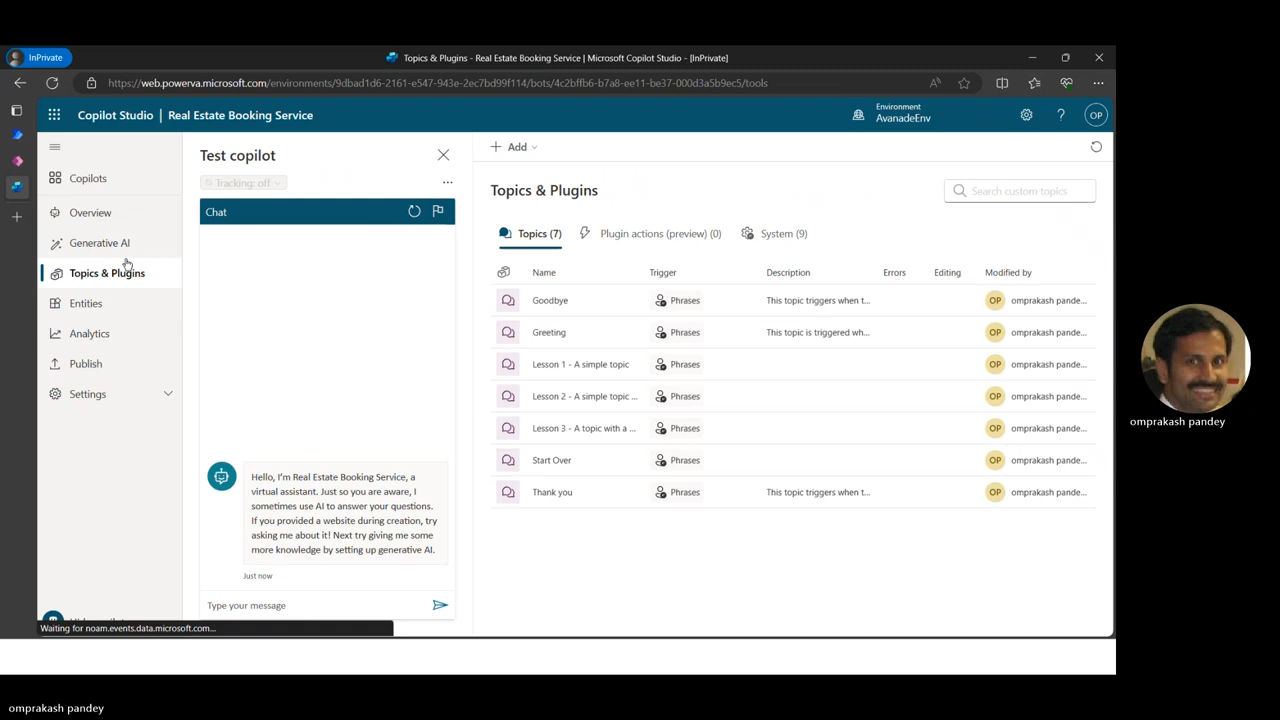 InPrivate
Topics & Plugins - Real Estate Booking Service | Microsoft Copilot Studio - [InPrivate]
https://web.powerva.microsoft.com/environments/9dbad1d6-2161-e547-943e-2ec7bd99f114/bots/4c2bffb6-b7a8-ee11-be37-000d3a5b9ec5/tools
Copilot Studio | Real Estate Booking Service
Environment
AvanadeEnv
OP
Copilots
Overview
Generative AI
Topics & Plugins
Entities
Analytics
Publish
Settings
Test copilot
Tracking: off
Chat
Hello, I'm Real Estate Booking Service, a
virtual assistant. Just so you are aware, I
sometimes use AI to answer your questions.
If you provided a website during creation, try
asking me about it! Next try giving me some
more knowledge by setting up generative AI.
Just now
Type your message
Add
Topics & Plugins
Search custom topics
Topics (7) Plugin actions (preview) (0) System (9)
Name Trigger Description Errors Editing Modified by
Goodbye Phrases This topic triggers when t... OP omprakash pande...
Greeting Phrases This topic is triggered wh... OP omprakash pande...
Lesson 1 - A simple topic Phrases OP omprakash pande...
Lesson 2 - A simple topic ... Phrases OP omprakash pande...
Lesson 3 - A topic with a ... Phrases OP omprakash pande...
Start Over Phrases OP omprakash pande...
Thank you Phrases This topic triggers when t... OP omprakash pande...
Waiting for noam.events.data.microsoft.com...
omprakash pandey
omprakash pandey